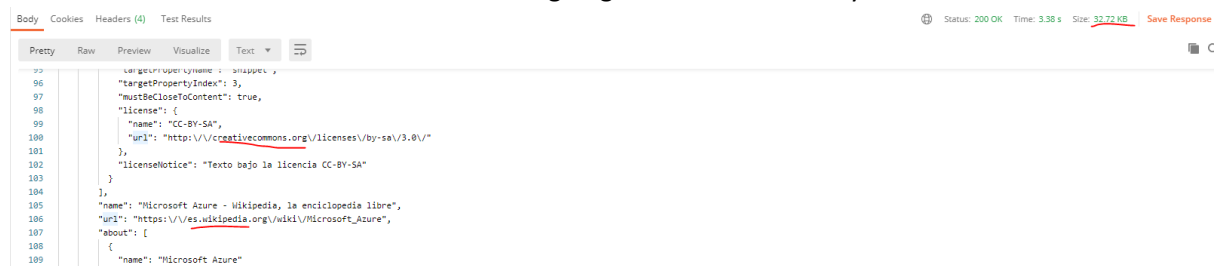 Body Cookies Headers (4) Test Results Status: 200 OK Time: 3.38 s Size: 32.72 KB Save Response
Pretty Raw Preview Visualize Text
95 "targetPropertyName": "snippet",
96 "targetPropertyIndex": 3,
97 "mustBeCloseToContent": true,
98 "license": {
99 "name": "CC-BY-SA",
100 "url": "http:\/\/creativecommons.org\/licenses\/by-sa\/3.0\/"
101 },
102 "licenseNotice": "Texto bajo la licencia CC-BY-SA"
103 }
104 ],
105 "name": "Microsoft Azure - Wikipedia, la enciclopedia libre",
106 "url": "https:\/\/es.wikipedia.org\/wiki\/Microsoft_Azure",
107 "about": [
108 {
109 "name": "Microsoft Azure"